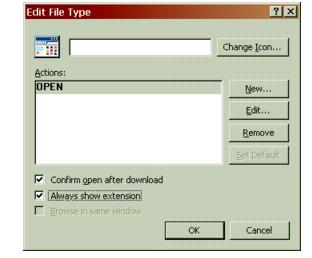 Edit File Type
Change Icon...
Actions:
OPEN
New...
Edit...
Remove
Set Default
Confirm open after download
Always show extension
Browse in same window
OK
Cancel